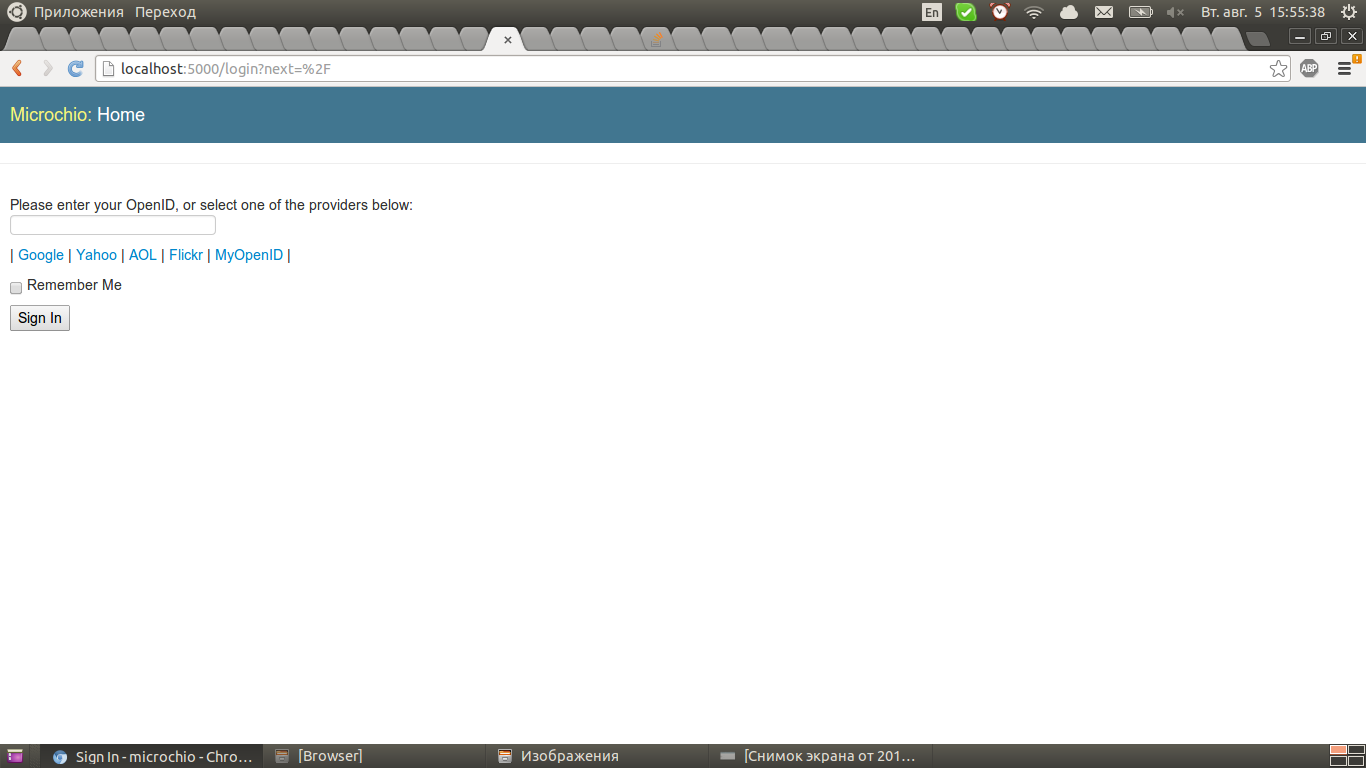 Приложения Переход
En
Вт. авг. 5 15:55:38
localhost:5000/login?next=%2F
ABP
Microchio: Home
Please enter your OpenID, or select one of the providers below:
| Google | Yahoo | AOL | Flickr | MyOpenID |
Remember Me
Sign In
Sign In - microchio - Chro...
[Browser]
Изображения
[Снимок экрана от 201...